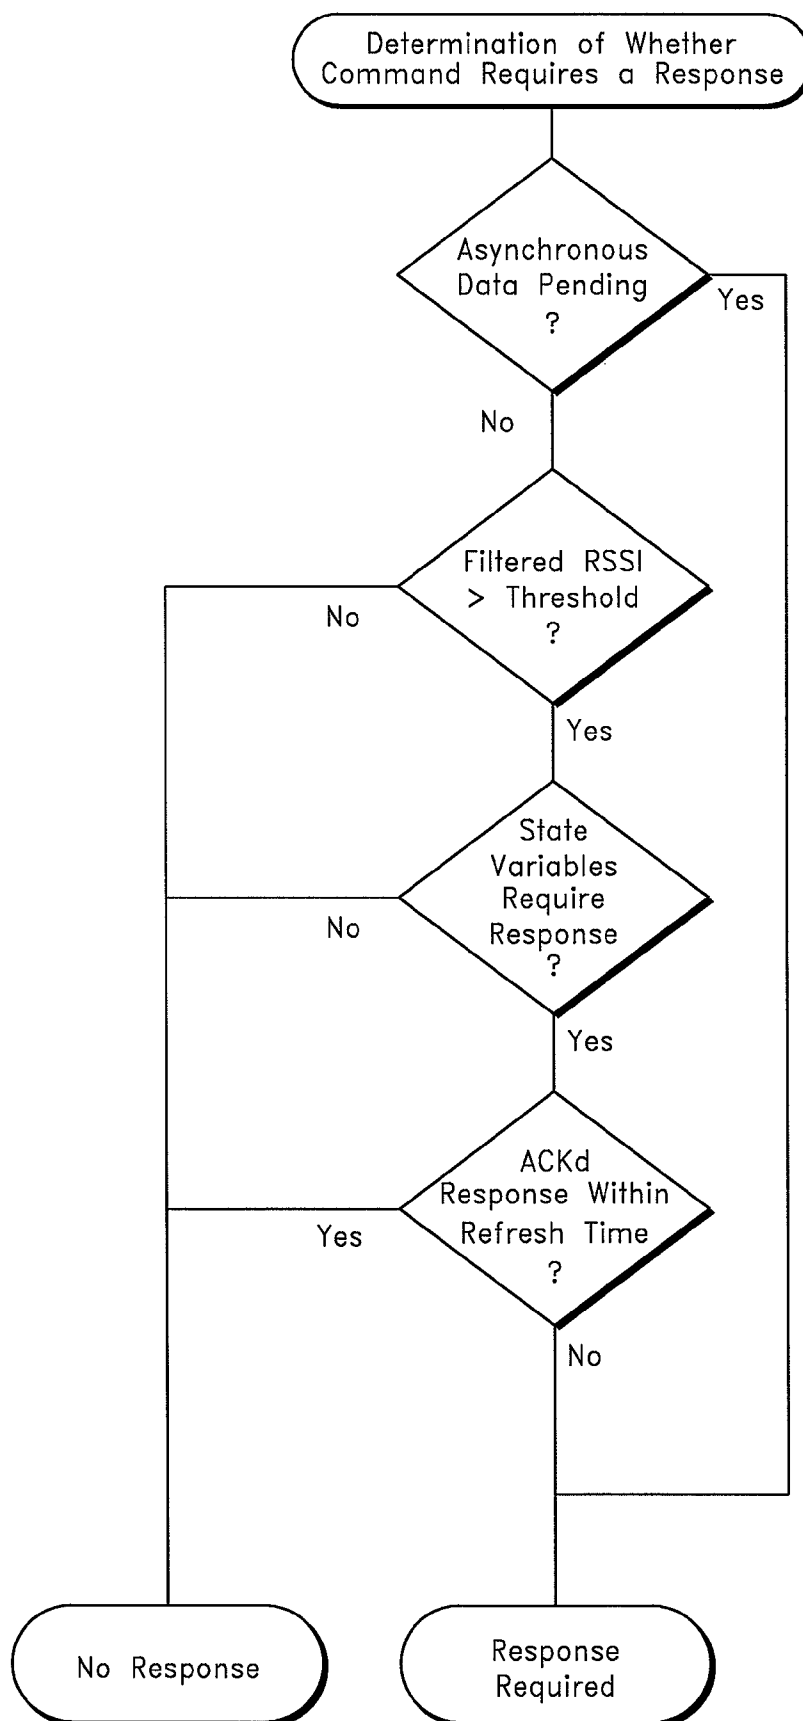 Determination of Whether
Command Requires a Response
Asynchronous
Data Pending
?
Yes
No
Filtered RSSI
> Threshold
?
No
Yes
State
Variables
Require
Response
?
No
Yes
ACKd
Response Within
Refresh Time
?
Yes
No
No Response
Response
Required